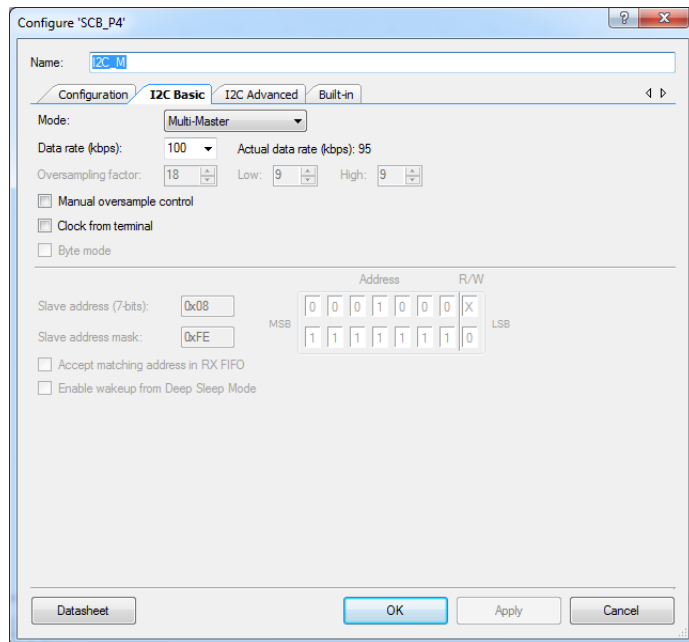 Configure 'SCB_P4'
Name: I2C_M
Configuration I2C Basic I2C Advanced Built-in
Mode: Multi-Master
Data rate (kbps): 100 Actual data rate (kbps): 95
Oversampling factor: 18 Low: 9 High: 9
Manual oversample control
Clock from terminal
Byte mode
Address R/W
Slave address (7-bits): 0x08 0 0 0 1 0 0 0 X
MSB LSB
Slave address mask: 0xFE 1 1 1 1 1 1 1 0
Accept matching address in RX FIFO
Enable wakeup from Deep Sleep Mode
Datasheet OK Apply Cancel